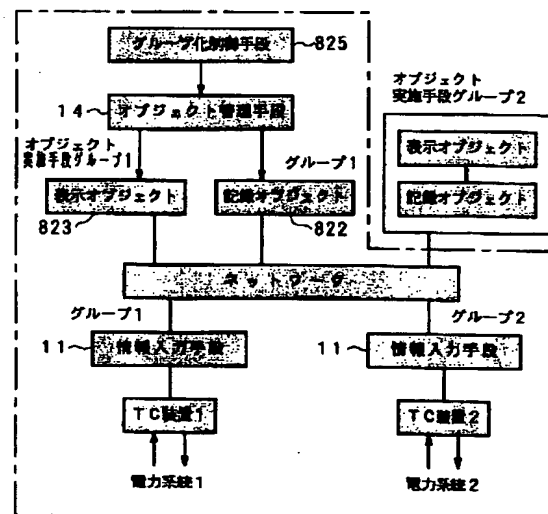 グループ化制御手段
825
オブジェクト
実施手段グループ2
14
オブジェクト管理手段
オブジェクト
実施手段グループ1
グループ1
表示オブジェクト
記録オブジェクト
表示オブジェクト
記録オブジェクト
823
822
ネットワーク
グループ1
グループ2
11
情報入力手段
11
情報入力手段
TC装置1
TC装置2
電力系統1
電力系統2